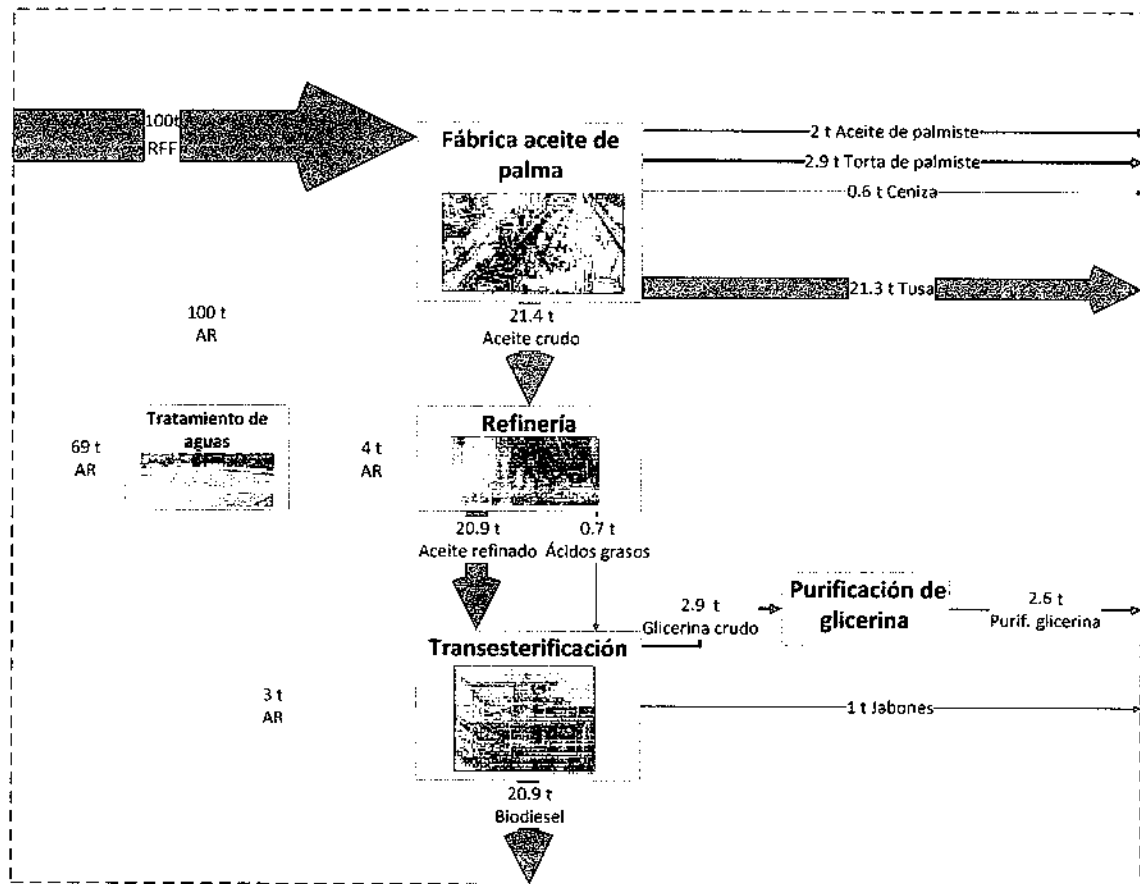 100t
RFF
Fábrica aceite de
palma
2 t Aceite de palmiste
2.9 t Torta de palmiste
0.6 t Ceniza
21.3 t Tusa
21.4 t
Aceite crudo
100 t
AR
Tratamiento de
aguas
69 t
AR
4 t
AR
Refinería
20.9 t
Aceite refinado
0.7 t
Ácidos grasos
2.9 t
Glicerina crudo
Purificación de
glicerina
2.6 t
Purif. glicerina
Transesterificación
3 t
AR
1 t Jabones
20.9 t
Biodiesel